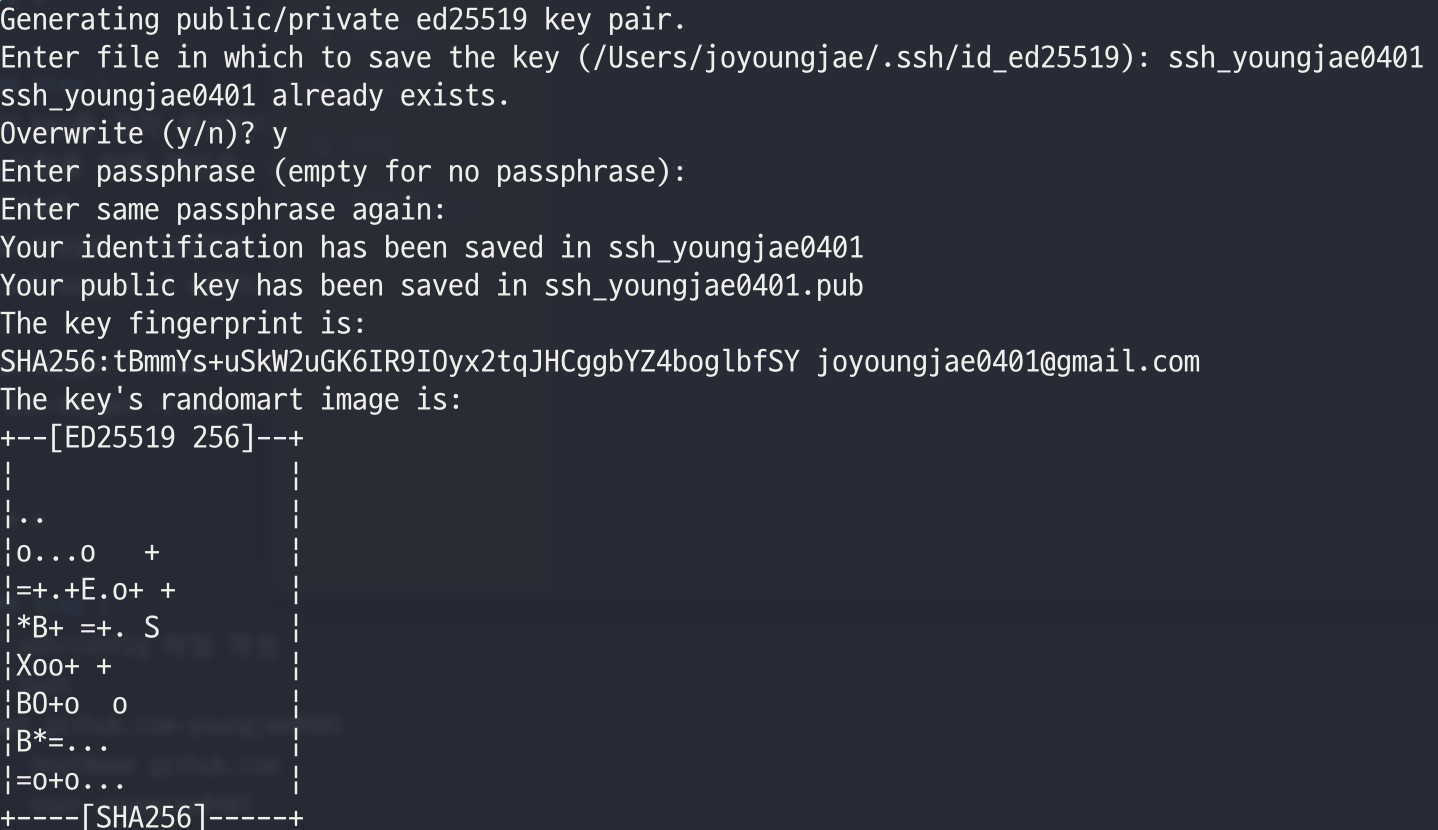 Generating public/private ed25519 key pair.
Enter file in which to save the key (/Users/joyoungjae/.ssh/id_ed25519): ssh_youngjae0401
ssh_youngjae0401 already exists.
Overwrite (y/n)? y
Enter passphrase (empty for no passphrase):
Enter same passphrase again:
Your identification has been saved in ssh_youngjae0401
Your public key has been saved in ssh_youngjae0401.pub
The key fingerprint is:
SHA256:tBmmYs+uSkW2uGK6IR9IOyx2tqJHCggbYZ4boglbfSY joyoungjae0401@gmail.com
The key's randomart image is:
+--[ED25519 256]--+
|                 |
|..               |
|o...o   +        |
|=+.+E.o+ +       |
|*B+ =+. S        |
|Xoo+ +           |
|BO+o  o          |
|B*=...           |
|=o+o...          |
+----[SHA256]-----+